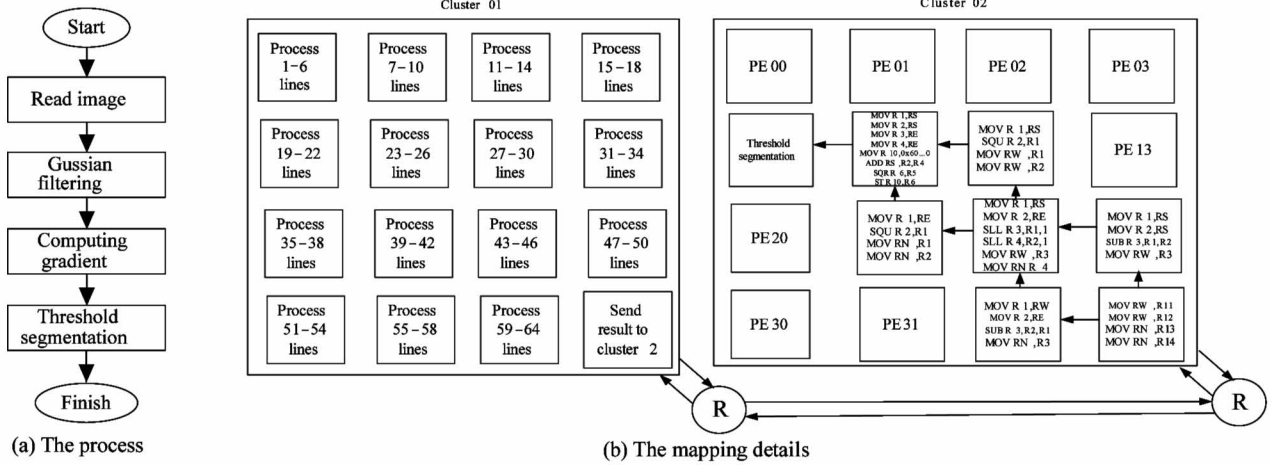 Start
Read image
Gussian
filtering
Computing
gradient
Threshold
segmentation
Finish
(a) The process
Cluster 01
Process
1–6
lines
Process
7–10
lines
Process
11–14
lines
Process
15–18
lines
Process
19–22
lines
Process
23–26
lines
Process
27–30
lines
Process
31–34
lines
Process
35–38
lines
Process
39–42
lines
Process
43–46
lines
Process
47–50
lines
Process
51–54
lines
Process
55–58
lines
Process
59–64
lines
Send
result to
cluster 2
R
Cluster 02
PE 00
PE 01
PE 02
PE 03
Threshold
segmentation
MOV R 1,RS
MOV R 2,RS
MOV R 3,RE
MOV R 4,RE
MOV R 10,0x60...0
ADD RS ,R2,R4
SQR R 6,R5
ST R 10,R6
MOV R 1,RS
SQU R 2,R1
MOV RW ,R1
MOV RW ,R2
PE 13
PE20
MOV R 1,RE
SQU R 2,R1
MOV RN ,R1
MOV RN ,R2
MOV R 1,RS
MOV R 2,RE
SLL R 3,R1,1
SLL R 4,R2,1
MOV RW ,R3
MOV RN R 4
MOV R 1,RS
MOV R 2,RS
SUB R 3,R1,R2
MOV RW ,R3
PE 30
PE31
MOV R 1,RW
MOV R 2,RE
SUB R 3,R2,R1
MOV RN ,R3
MOV RW ,R11
MOV RW ,R12
MOV RN ,R13
MOV RN ,R14
R
(b) The mapping details